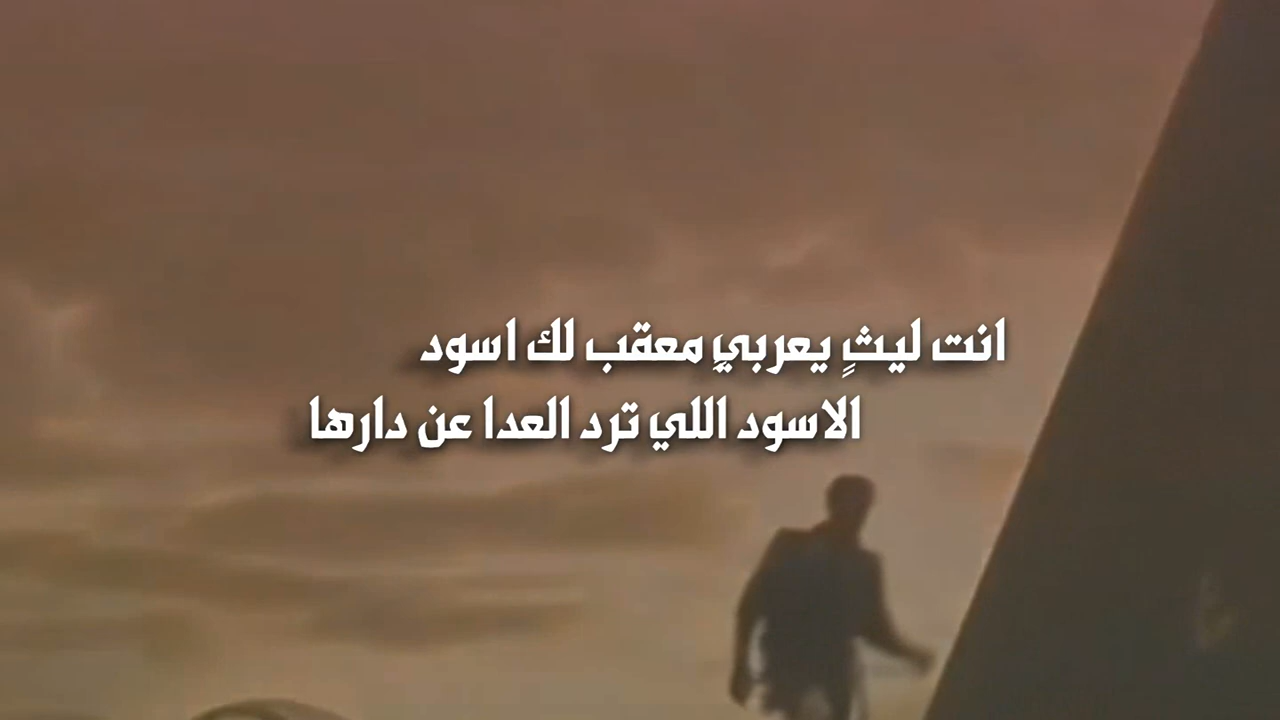 انت ليثٍ يعربيٍ معقب لك اسود
الاسود اللي ترد العدا عن دارها